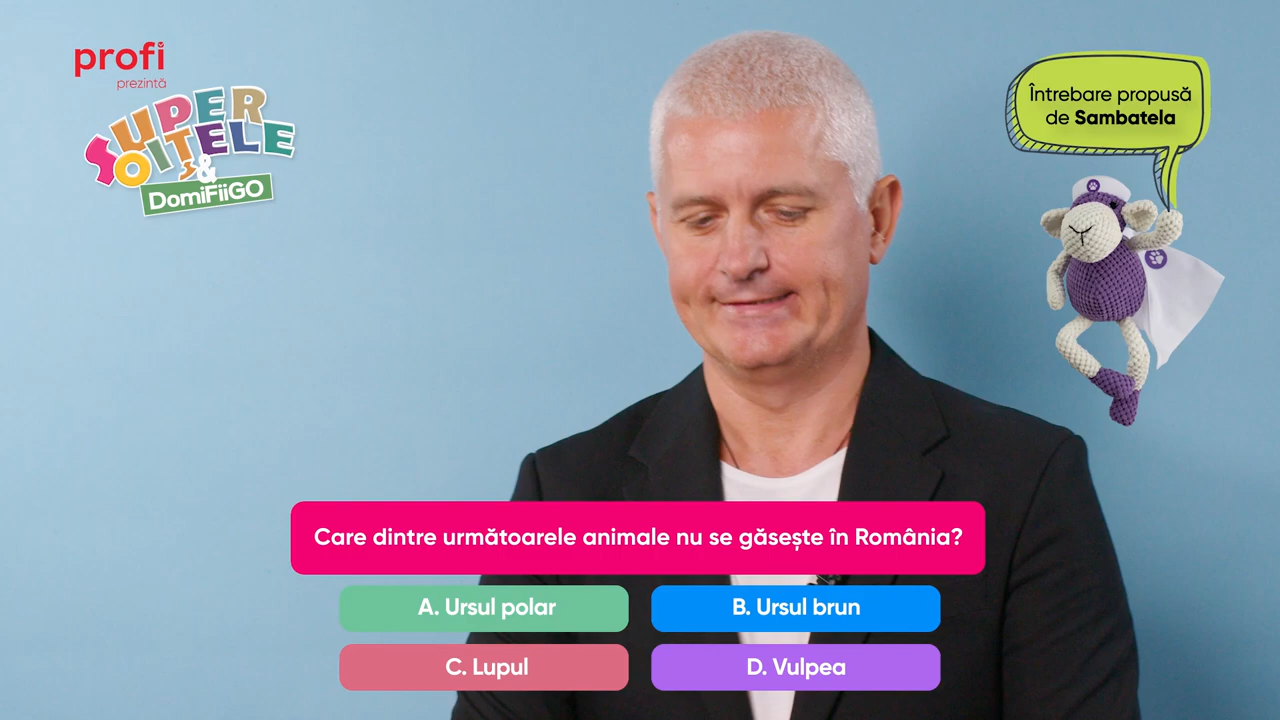 profi
prezintă
SUPER
SOIȚELE
&
DomiFiiGO
Întrebare propusă
de Sambatela
Care dintre următoarele animale nu se găsește în România?
A. Ursul polar
B. Ursul brun
C. Lupul
D. Vulpea